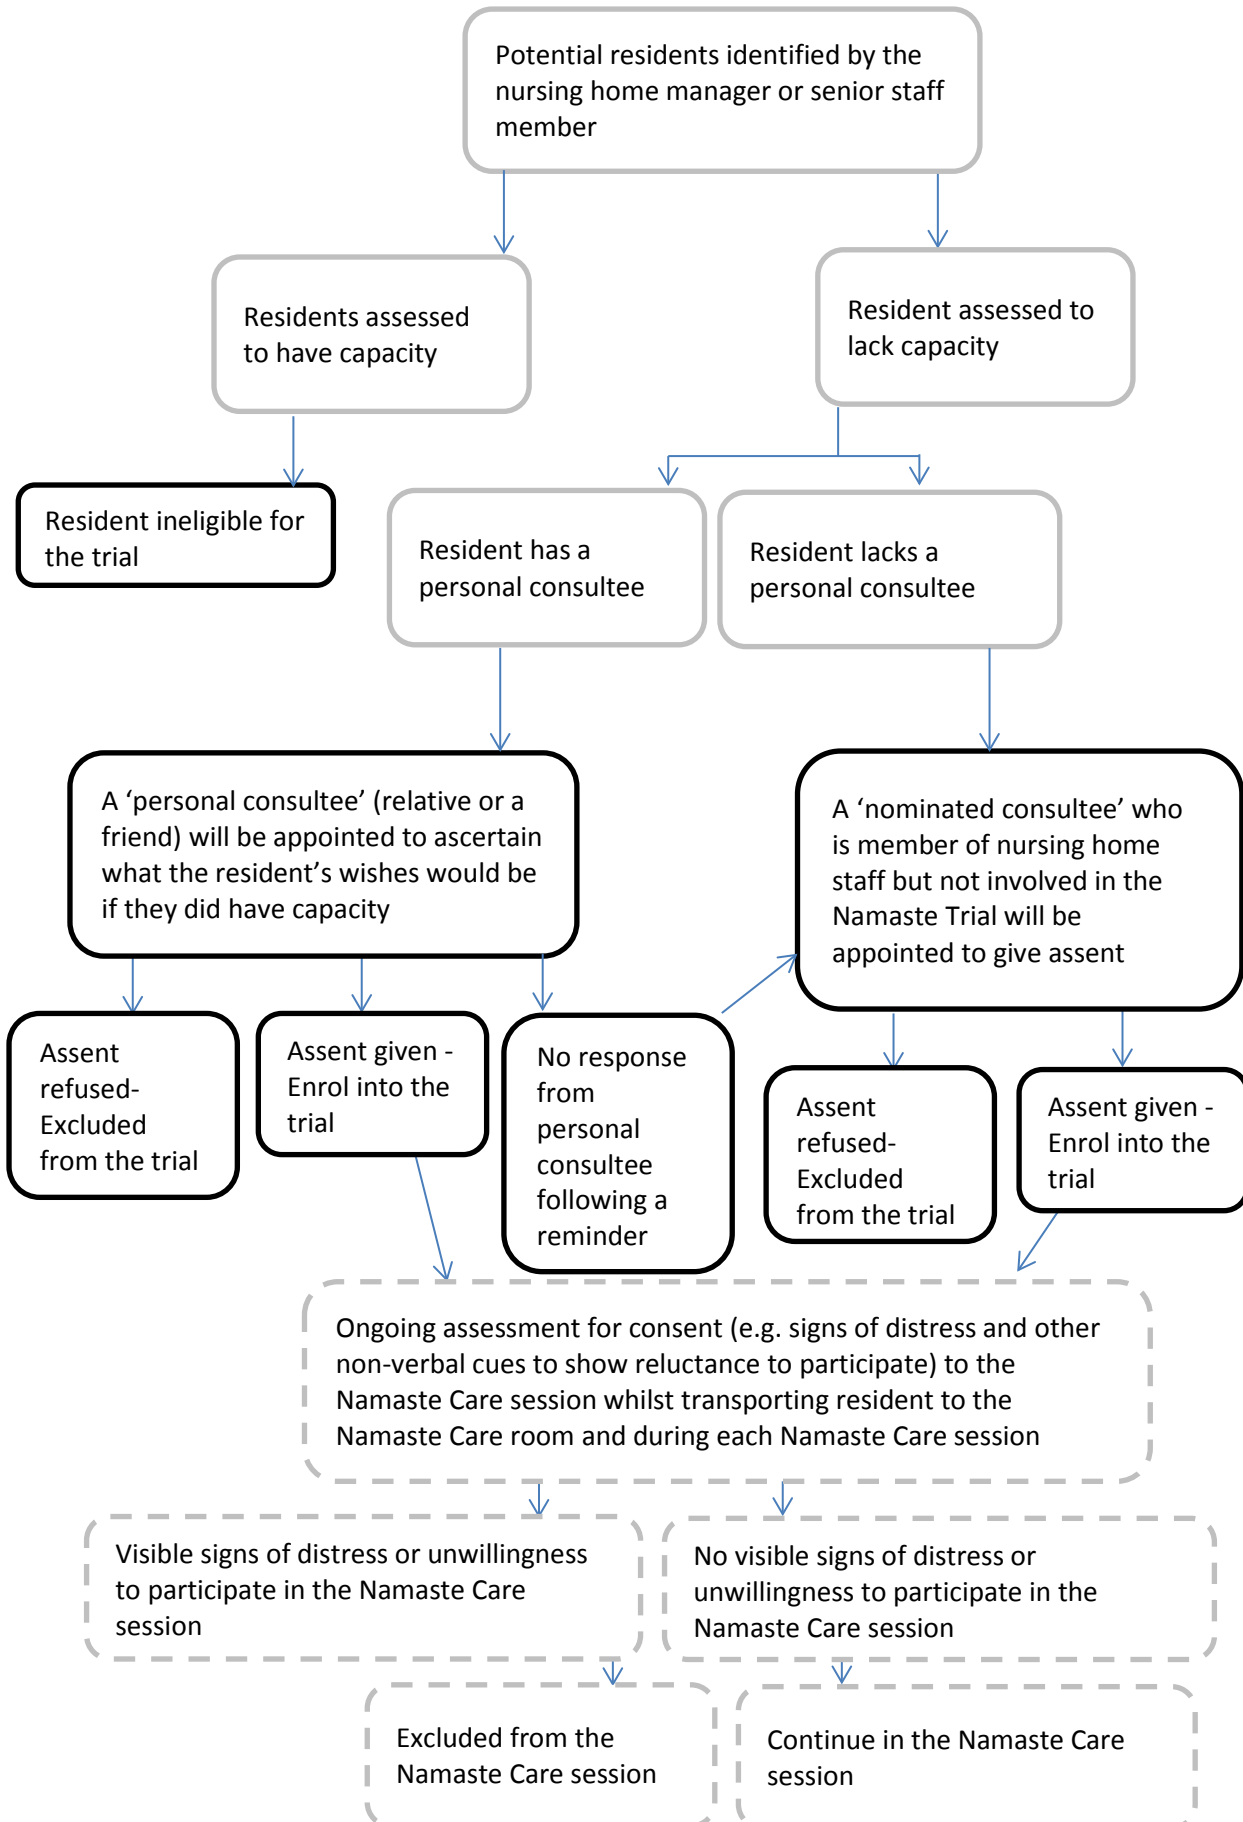 Potential residents identified by the
nursing home manager or senior staff
member
Residents assessed
to have capacity
Resident assessed to
lack capacity
Resident ineligible for
the trial
Resident has a
personal consultee
Resident lacks a
personal consultee
A ‘personal consultee’ (relative or a
friend) will be appointed to ascertain
what the resident’s wishes would be
if they did have capacity
A ‘nominated consultee’ who
is member of nursing home
staff but not involved in the
Namaste Trial will be
appointed to give assent
Assent
refused-
Excluded
from the trial
Assent given -
Enrol into the
trial
No response
from
personal
consultee
following a
reminder
Assent
refused-
Excluded
from the trial
Assent given -
Enrol into the
trial
Ongoing assessment for consent (e.g. signs of distress and other
non-verbal cues to show reluctance to participate) to the
Namaste Care session whilst transporting resident to the
Namaste Care room and during each Namaste Care session
Visible signs of distress or unwillingness
to participate in the Namaste Care
session
No visible signs of distress or
unwillingness to participate in the
Namaste Care session
Excluded from the
Namaste Care session
Continue in the Namaste Care
session